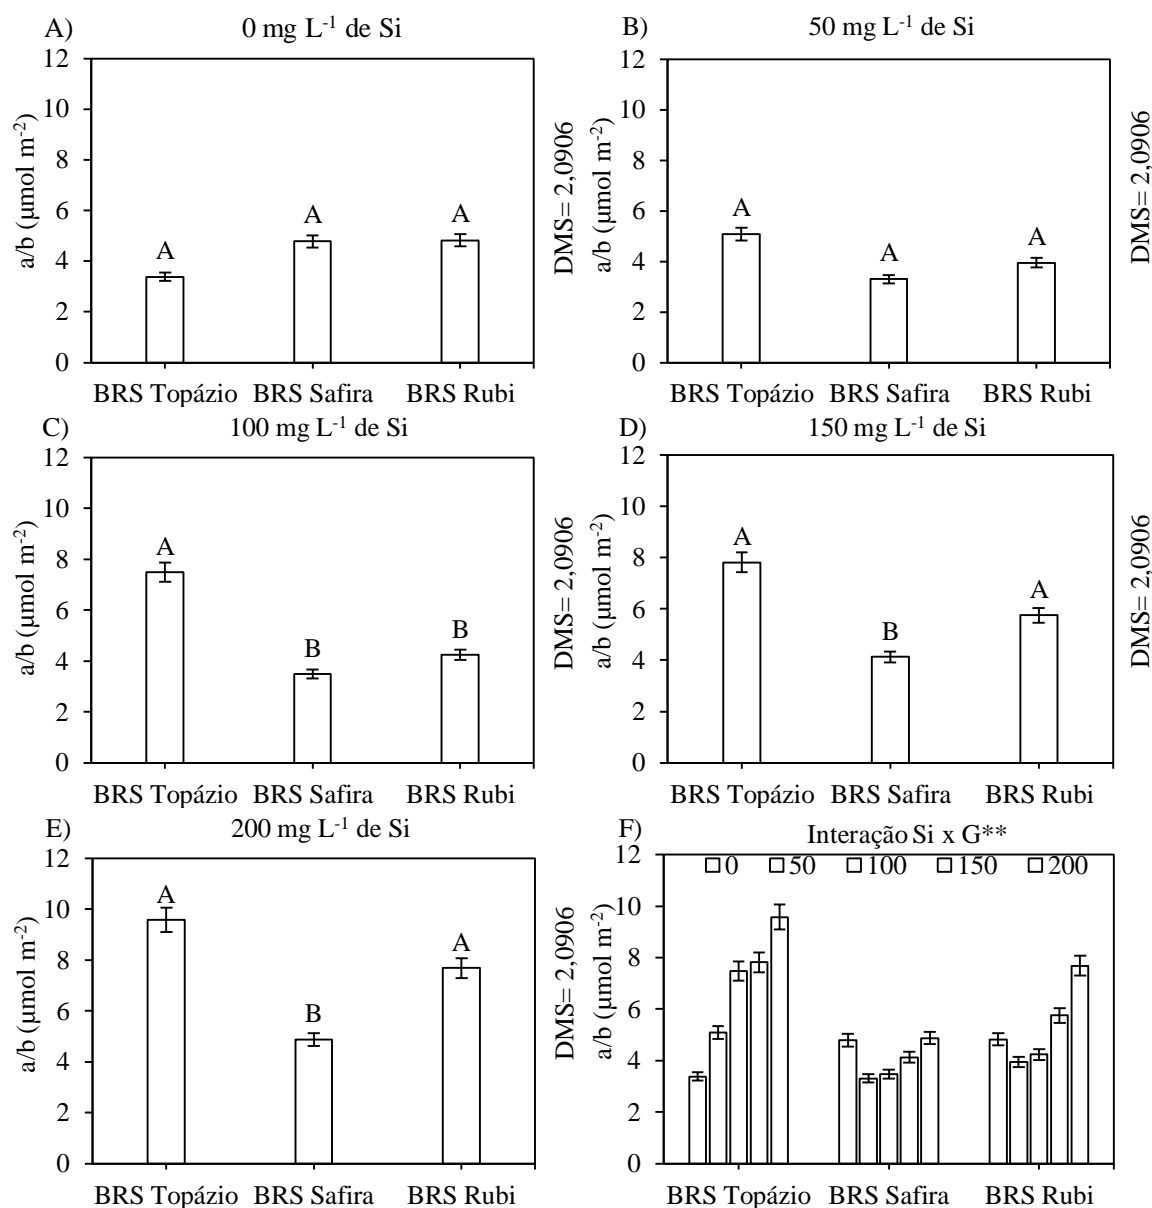 A)
0 mg L⁻¹ de Si
12
10
8
6
4
2
0
a/b (µmol m⁻²)
A
A
A
BRS Topázio BRS Safira BRS Rubi
DMS= 2,0906
B)
50 mg L⁻¹ de Si
12
10
8
6
4
2
0
a/b (µmol m⁻²)
A
A
A
BRS Topázio BRS Safira BRS Rubi
DMS= 2,0906
C)
100 mg L⁻¹ de Si
12
10
8
6
4
2
0
a/b (µmol m⁻²)
A
B
B
BRS Topázio BRS Safira BRS Rubi
DMS= 2,0906
D)
150 mg L⁻¹ de Si
12
10
8
6
4
2
0
a/b (µmol m⁻²)
A
B
A
BRS Topázio BRS Safira BRS Rubi
DMS= 2,0906
E)
200 mg L⁻¹ de Si
12
10
8
6
4
2
0
a/b (µmol m⁻²)
A
B
A
BRS Topázio BRS Safira BRS Rubi
DMS= 2,0906
F)
Interação Si x G**
0 50 100 150 200
12
10
8
6
4
2
0
a/b (µmol m⁻²)
BRS Topázio BRS Safira BRS Rubi